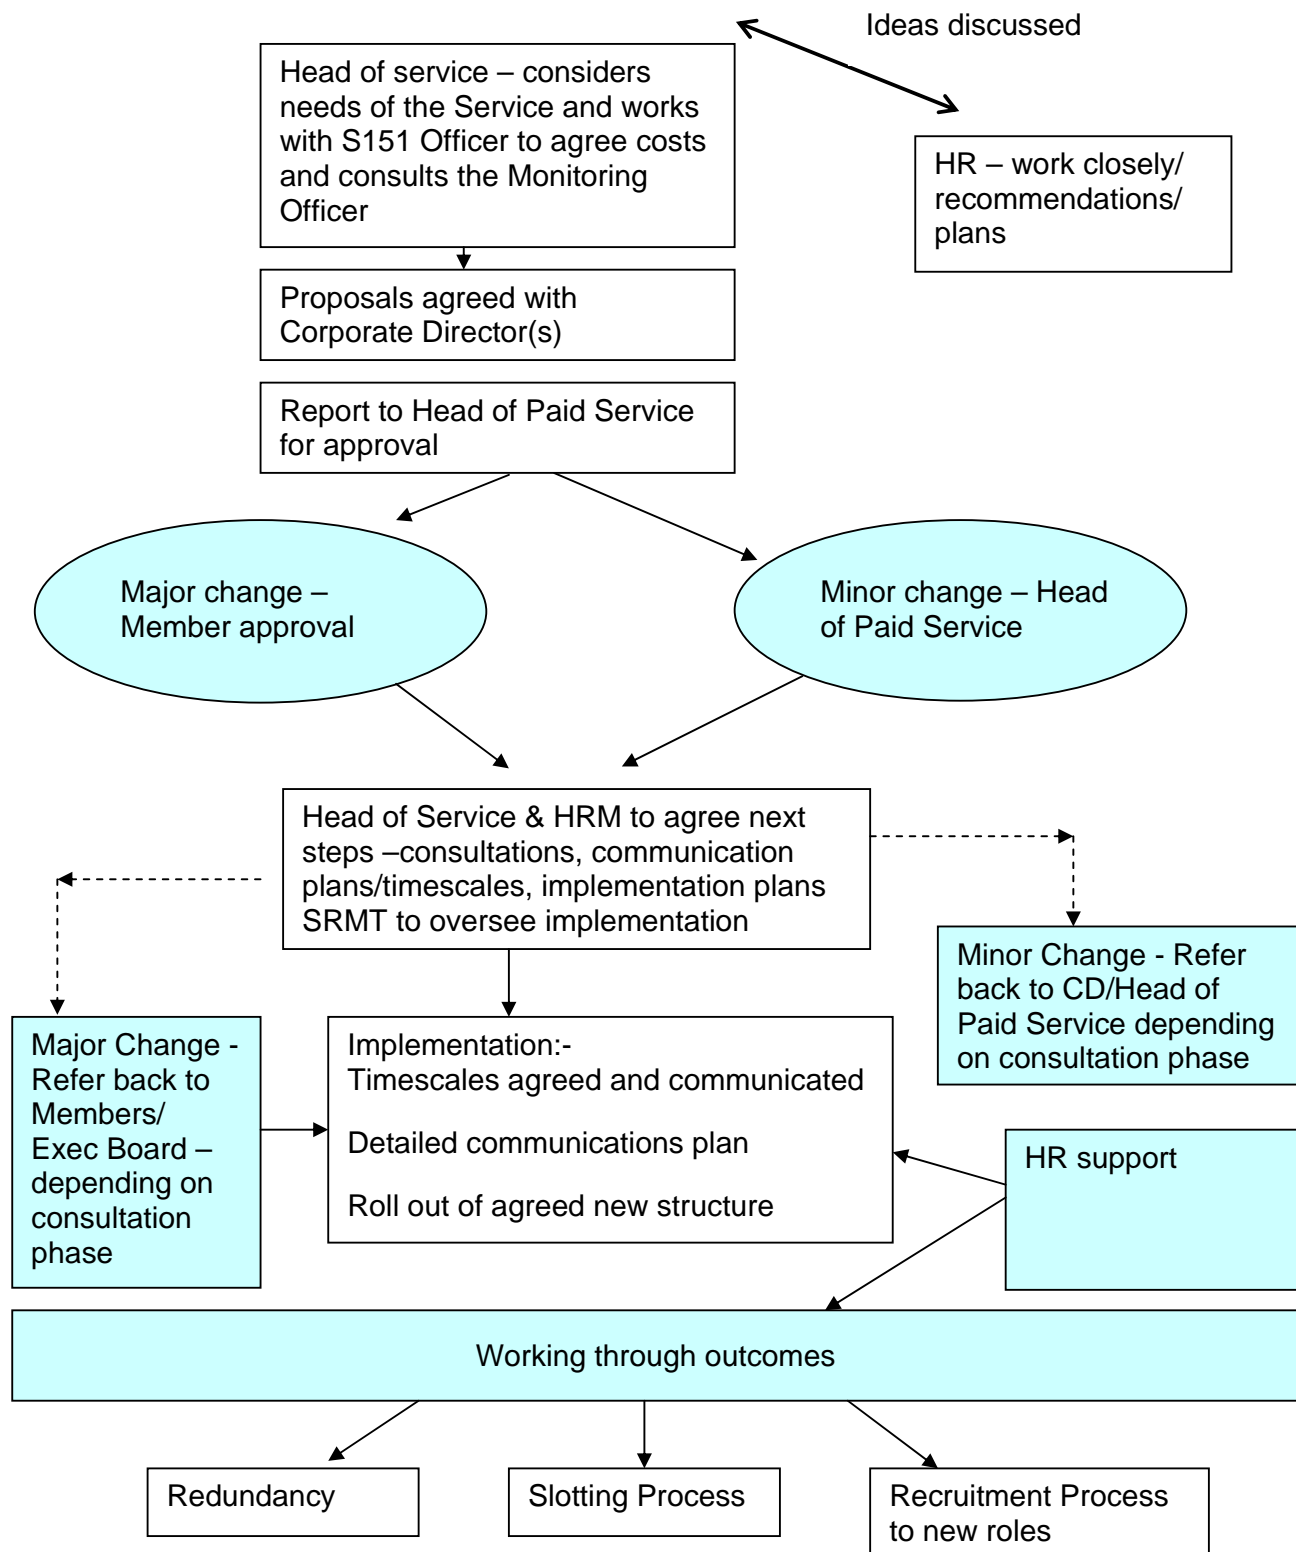 Ideas discussed
Head of service – considers
needs of the Service and works
with S151 Officer to agree costs
and consults the Monitoring
Officer
HR – work closely/
recommendations/
plans
Proposals agreed with
Corporate Director(s)
Report to Head of Paid Service
for approval
Major change –
Member approval
Minor change – Head
of Paid Service
Head of Service & HRM to agree next
steps –consultations, communication
plans/timescales, implementation plans
SRMT to oversee implementation
Minor Change - Refer
back to CD/Head of
Paid Service depending
on consultation phase
Major Change -
Refer back to
Members/
Exec Board –
depending on
consultation
phase
Implementation:-
Timescales agreed and communicated
Detailed communications plan
Roll out of agreed new structure
HR support
Working through outcomes
Redundancy
Slotting Process
Recruitment Process
to new roles